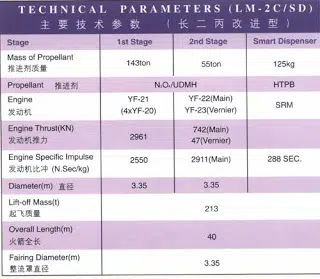 TECHNICAL PARAMETERS (LM-2C/SD)
主要技术参数 (长二丙改进型)
Stage 1st Stage 2nd Stage Smart Dispenser
Mass of Propellant
推进剂质量 143ton 55ton 125kg
Propellant 推进剂 N₂O₄/UDMH HTPB
Engine
发动机
YF-21
(4xYF-20)
YF-22(Main)
YF-23(Vernier)
SRM
Engine Thrust(KN)
发动机推力
2961
742(Main)
47(Vernier)
Engine Specific Impulse
发动机比冲 (N.Sec/kg)
2550 2911(Main) 288 SEC.
Diameter(m) 直径 3.35 3.35
Lift-off Mass(t)
起飞质量
213
Overall Length(m)
火箭全长
40
Fairing Diameter(m)
整流罩直径
3.35